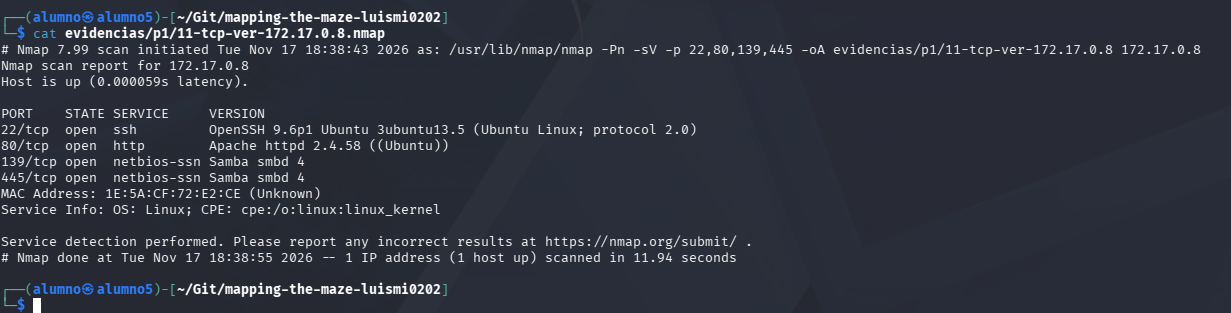 ┌──(alumno㉿alumno5)-[~/Git/mapping-the-maze-luismi0202]
└─$ cat evidencias/p1/11-tcp-ver-172.17.0.8.nmap
# Nmap 7.99 scan initiated Tue Nov 17 18:38:43 2026 as: /usr/lib/nmap/nmap -Pn -sV -p 22,80,139,445 -oA evidencias/p1/11-tcp-ver-172.17.0.8 172.17.0.8
Nmap scan report for 172.17.0.8
Host is up (0.000059s latency).

PORT    STATE SERVICE     VERSION
22/tcp  open  ssh         OpenSSH 9.6p1 Ubuntu 3ubuntu13.5 (Ubuntu Linux; protocol 2.0)
80/tcp  open  http        Apache httpd 2.4.58 ((Ubuntu))
139/tcp open  netbios-ssn Samba smbd 4
445/tcp open  netbios-ssn Samba smbd 4
MAC Address: 1E:5A:CF:72:E2:CE (Unknown)
Service Info: OS: Linux; CPE: cpe:/o:linux:linux_kernel

Service detection performed. Please report any incorrect results at https://nmap.org/submit/ .
# Nmap done at Tue Nov 17 18:38:55 2026 -- 1 IP address (1 host up) scanned in 11.94 seconds

┌──(alumno㉿alumno5)-[~/Git/mapping-the-maze-luismi0202]
└─$